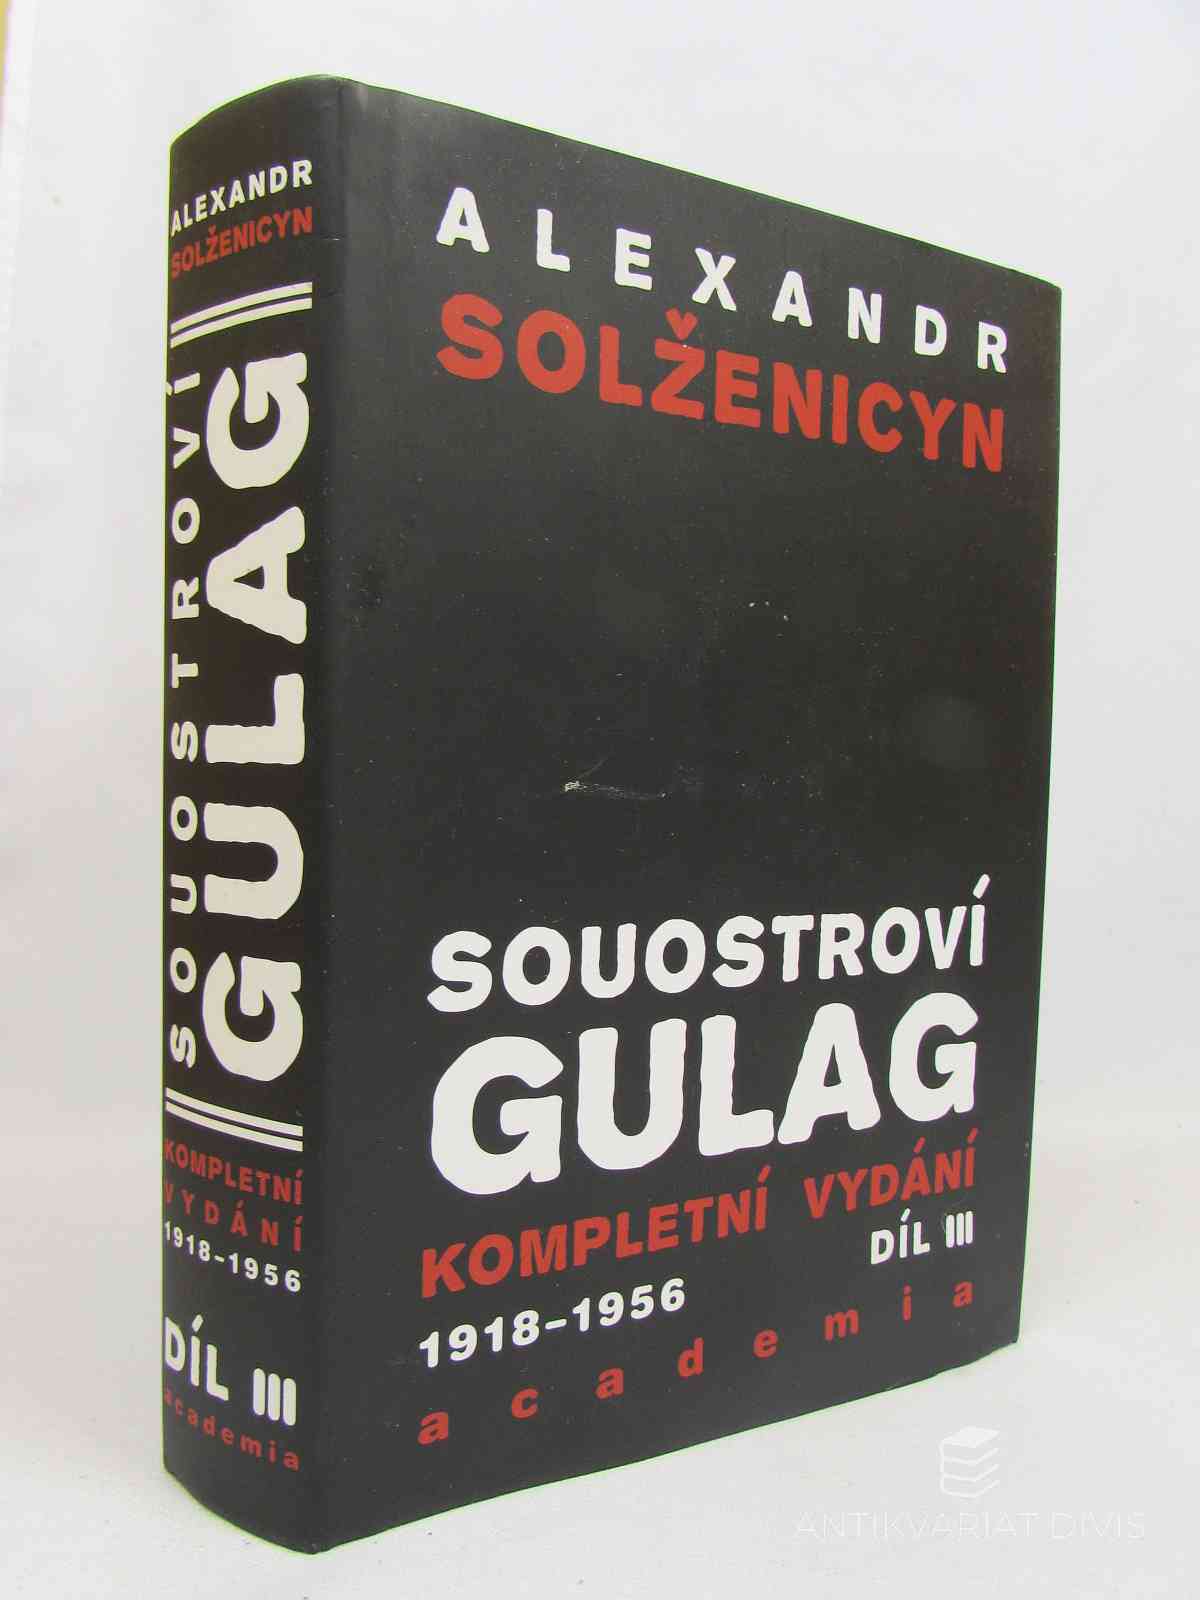 ALEXANDR
SOLŽENICYN
SOUOSTROVÍ
GULAG
KOMPLETNÍ
VYDÁNÍ
1918-1956
DÍL III
academia
ALEXANDR
SOLŽENICYN
SOUOSTROVÍ
GULAG
KOMPLETNÍ VYDÁNÍ
DÍL III
1918-1956
academia
ANTIKVARIAT DIVIS